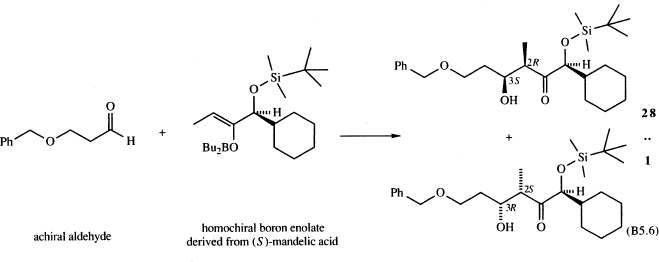 O
Si
Ph
O
2R
H
3S
OH
O
28
+
..
1
Ph
O
O
H
+
O
Si
H
Bu₂BO
O
Si
Ph
O
2S
H
3R
OH
O
(B5.6)
achiral aldehyde
homochiral boron enolate
derived from (S)-mandelic acid